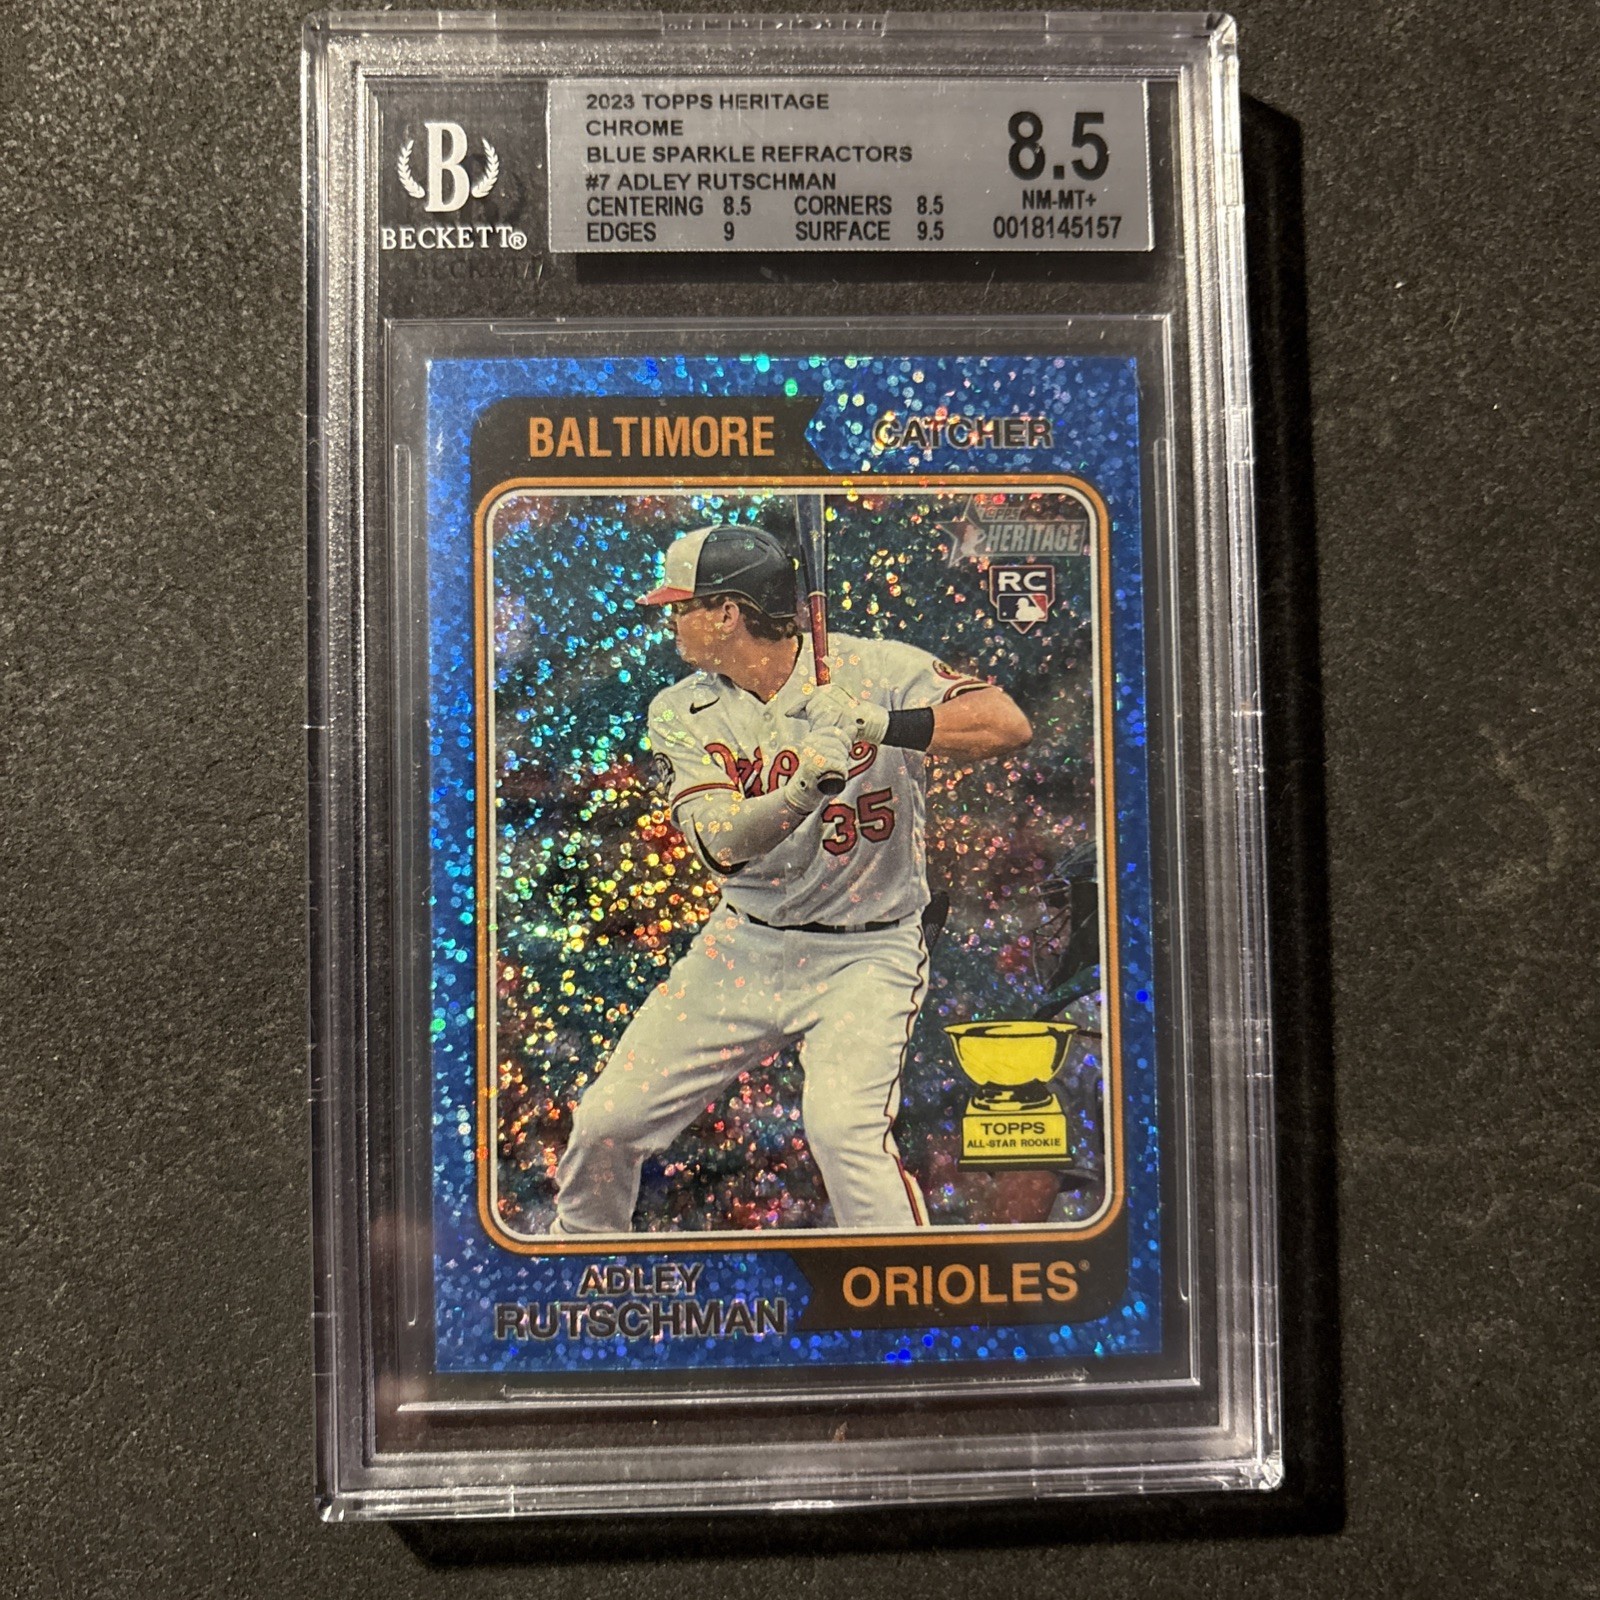 2023 TOPPS HERITAGE
CHROME
BLUE SPARKLE REFRACTORS
#7 ADLEY RUTSCHMAN
CENTERING 8.5 CORNERS 8.5
EDGES 9 SURFACE 9.5
8.5
NM-MT+
0018145157
B
BECKETT®
BALTIMORE
CATCHER
TOPPS
HERITAGE
RC
35
TOPPS
ALL-STAR ROOKIE
ADLEY
RUTSCHMAN
ORIOLES